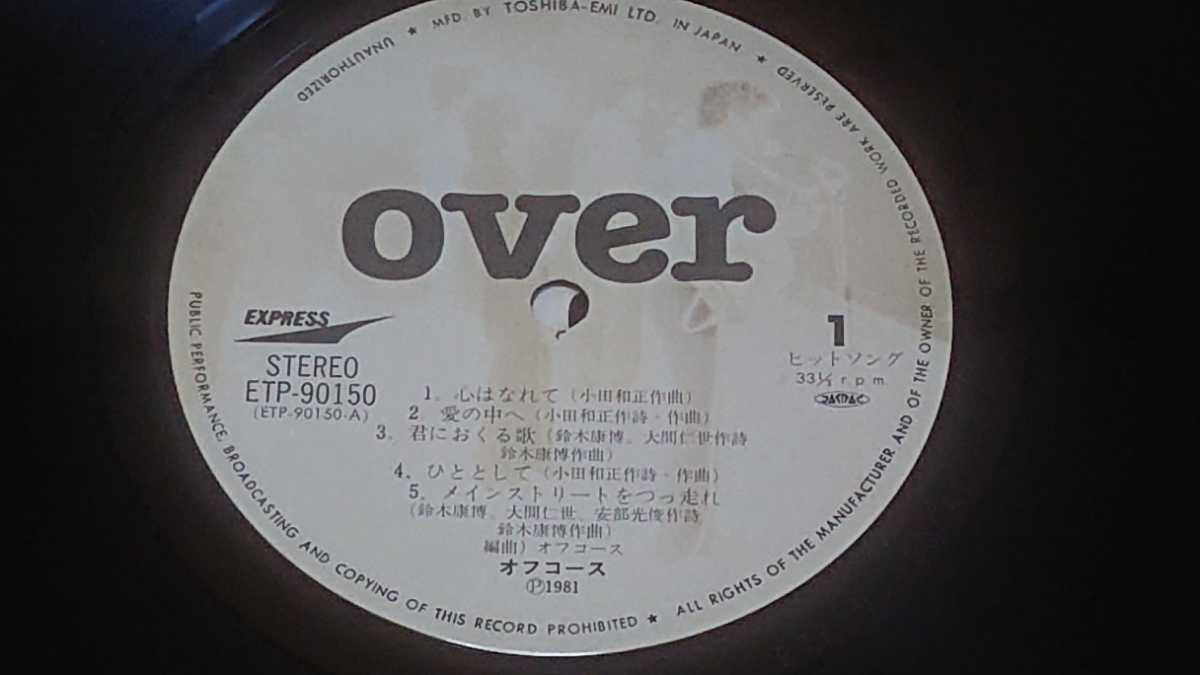 MFD. BY TOSHIBA-EMI LTD. IN JAPAN ★ ALL RIGHTS OF THE MANUFACTURER AND OF THE OWNER OF THE RECORDED WORK ARE RESERVED ★ UNAUTHORIZED PUBLIC PERFORMANCE, BROADCASTING AND COPYING OF THIS RECORD PROHIBITED ★
over
EXPRESS
STEREO
ETP-90150
(ETP-90150-A)
1
ヒットソング
33⅓ rpm
JASRAC
1. 心はなれて (小田和正作曲)
2. 愛の中へ (小田和正作詩・作曲)
3. 君におくる歌 (鈴木康博、大間仁世作詩
鈴木康博作曲)
4. ひととして (小田和正作詩・作曲)
5. メインストリートをつっ走れ
(鈴木康博、大間仁世、安部光俊作詩
鈴木康博作曲)
編曲) オフコース
オフコース
Ⓟ1981